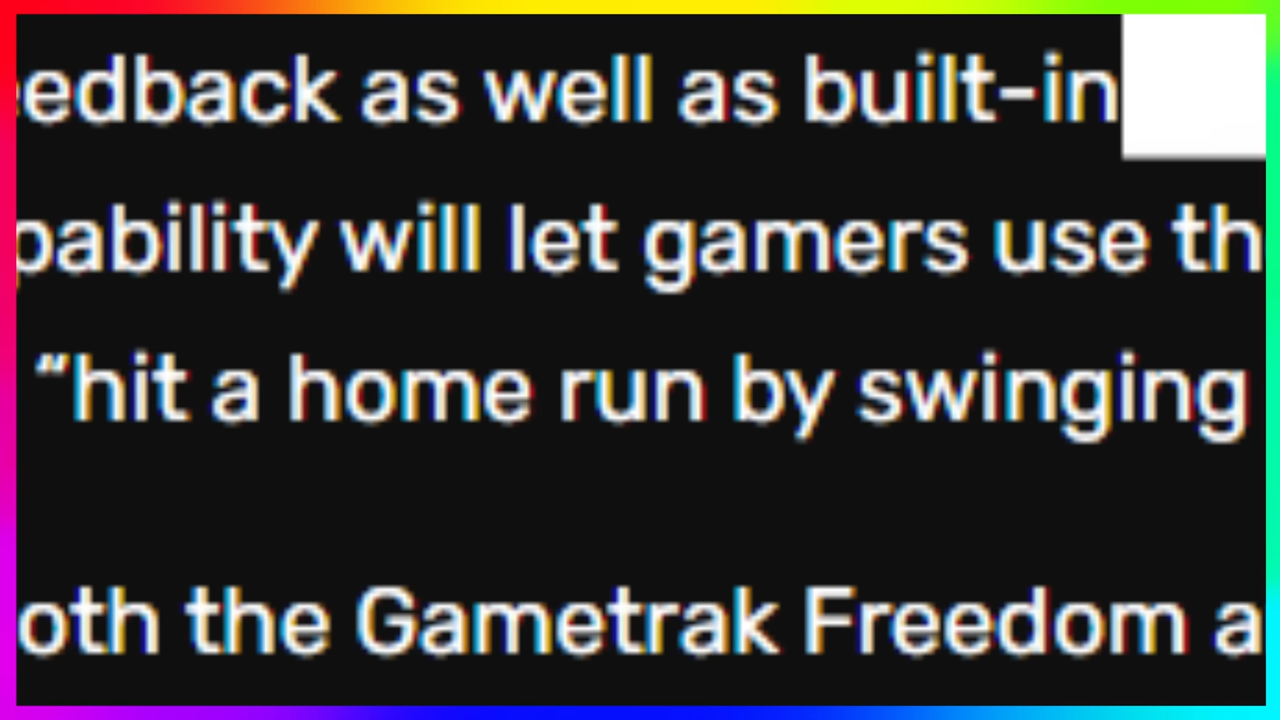 edback as well as built-in
pability will let gamers use th
“hit a home run by swinging
oth the Gametrak Freedom a